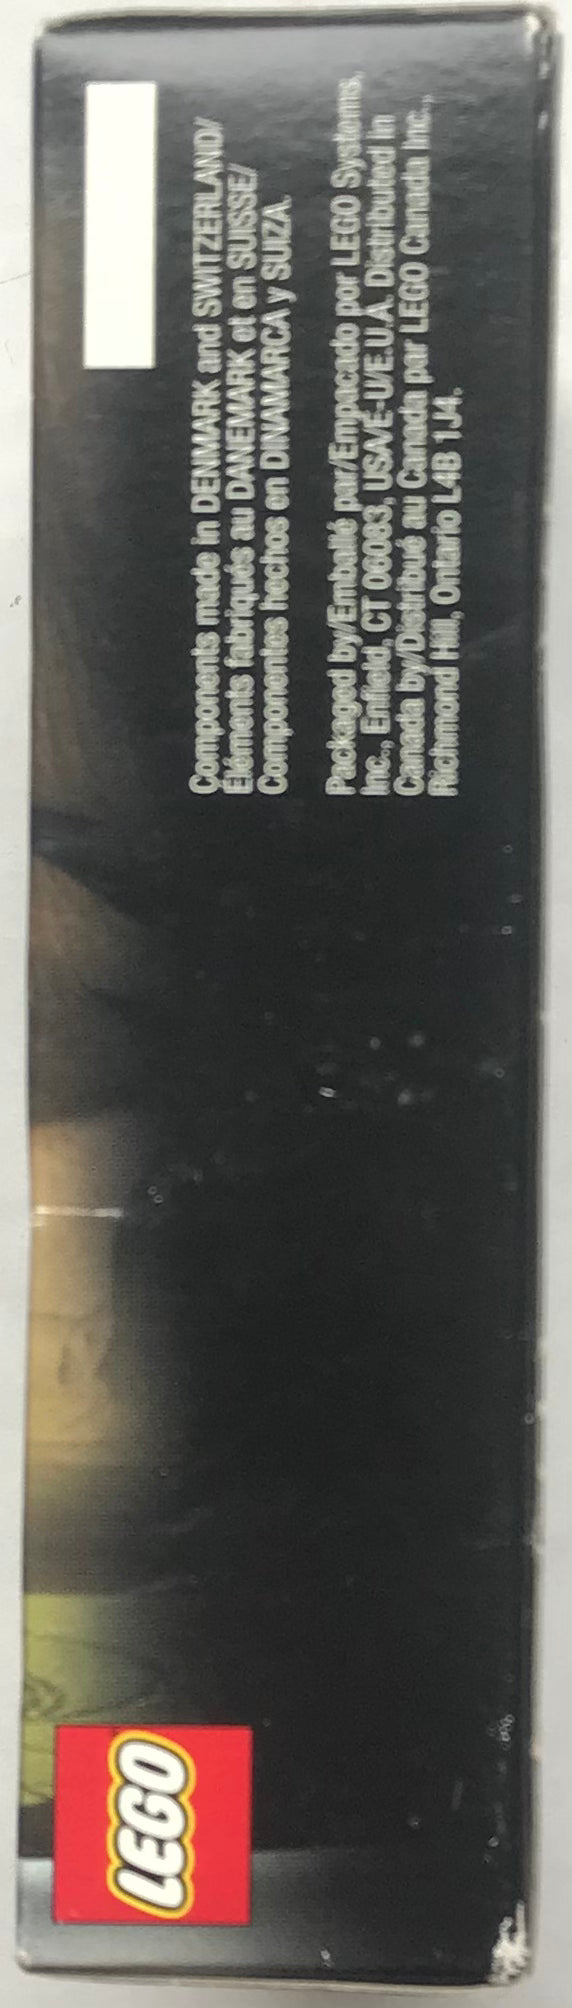 LEGO
Components made in DENMARK and SWITZERLAND/
Éléments fabriqués au DANEMARK et en SUISSE/
Componentes hechos en DINAMARCA y SUIZA.
Packaged by/Emballé par/Empacado por LEGO Systems,
Inc., Enfield, CT 06083, USA/É-U/E.U.A. Distributed in
Canada by/Distribué au Canada par LEGO Canada Inc.,
Richmond Hill, Ontario L4B 1J4.